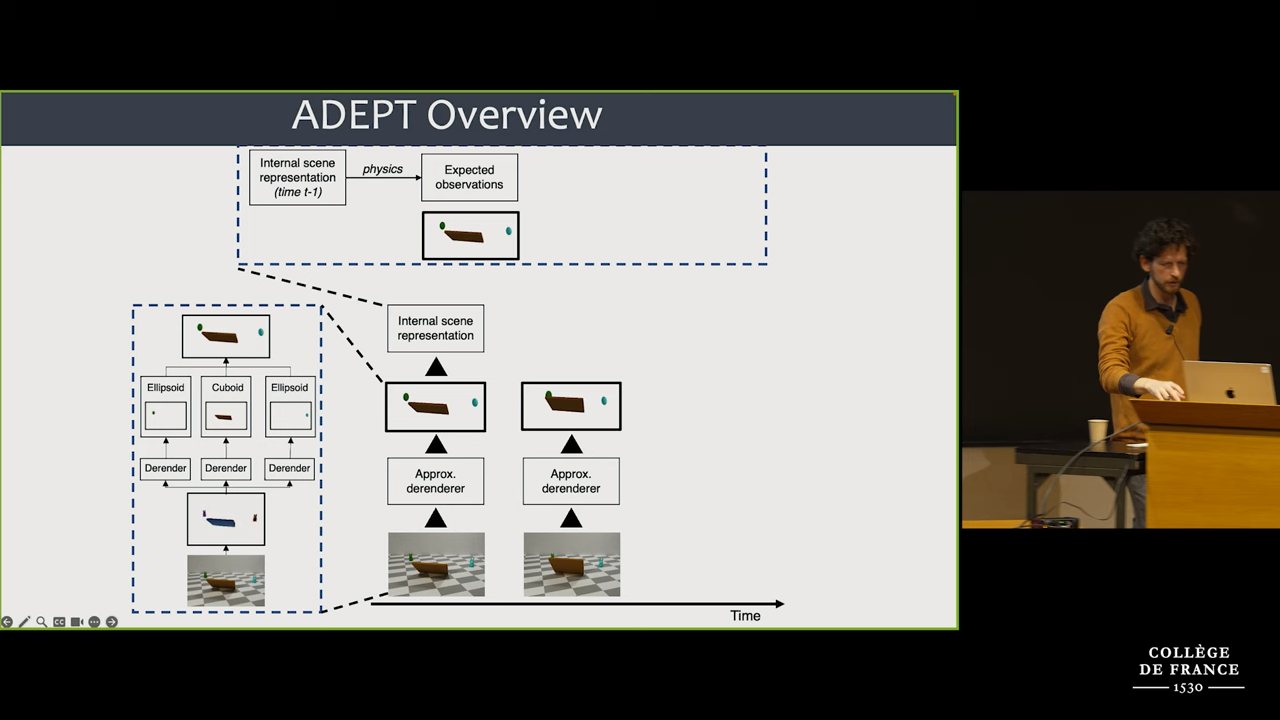 ADEPT Overview
Internal scene
representation
(time t-1)
physics
Expected
observations
Internal scene
representation
Ellipsoid
Cuboid
Ellipsoid
Derender
Derender
Derender
Approx.
derenderer
Approx.
derenderer
Time
CC
COLLÈGE
DE FRANCE
1530